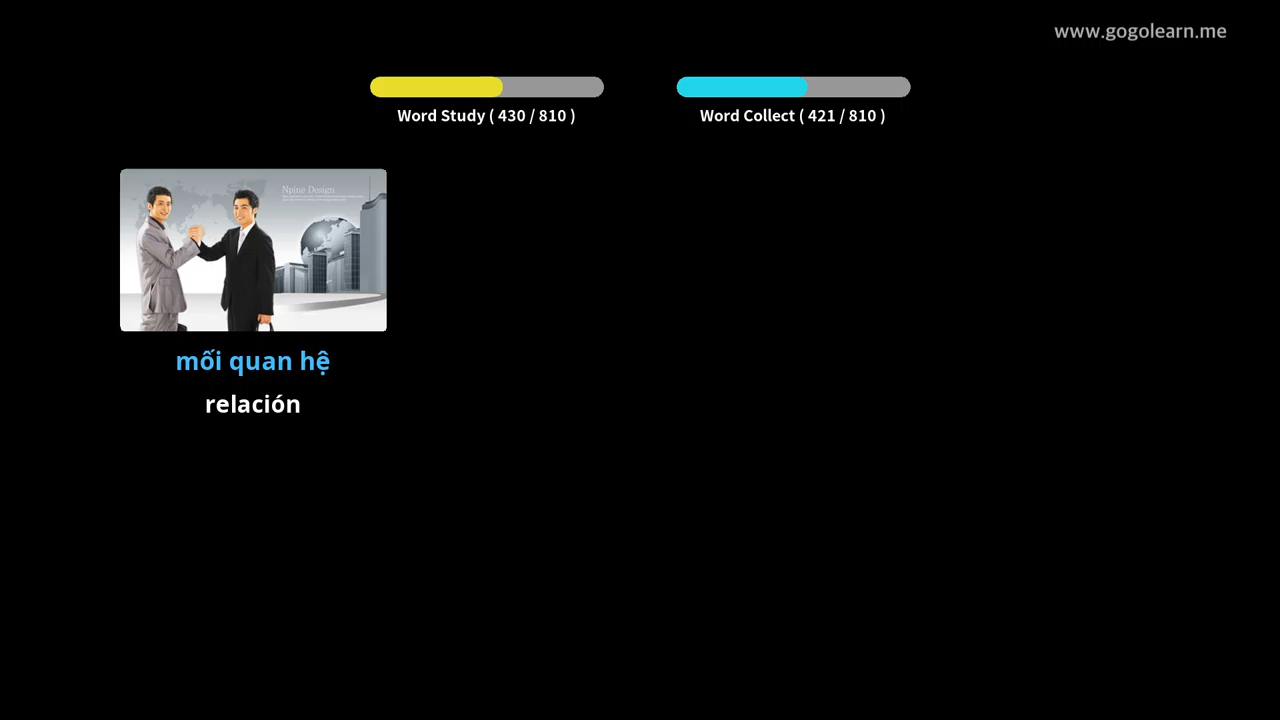 www.gogolearn.me
Word Study ( 430 / 810 )
Word Collect ( 421 / 810 )
Npine Design
mối quan hệ
relación